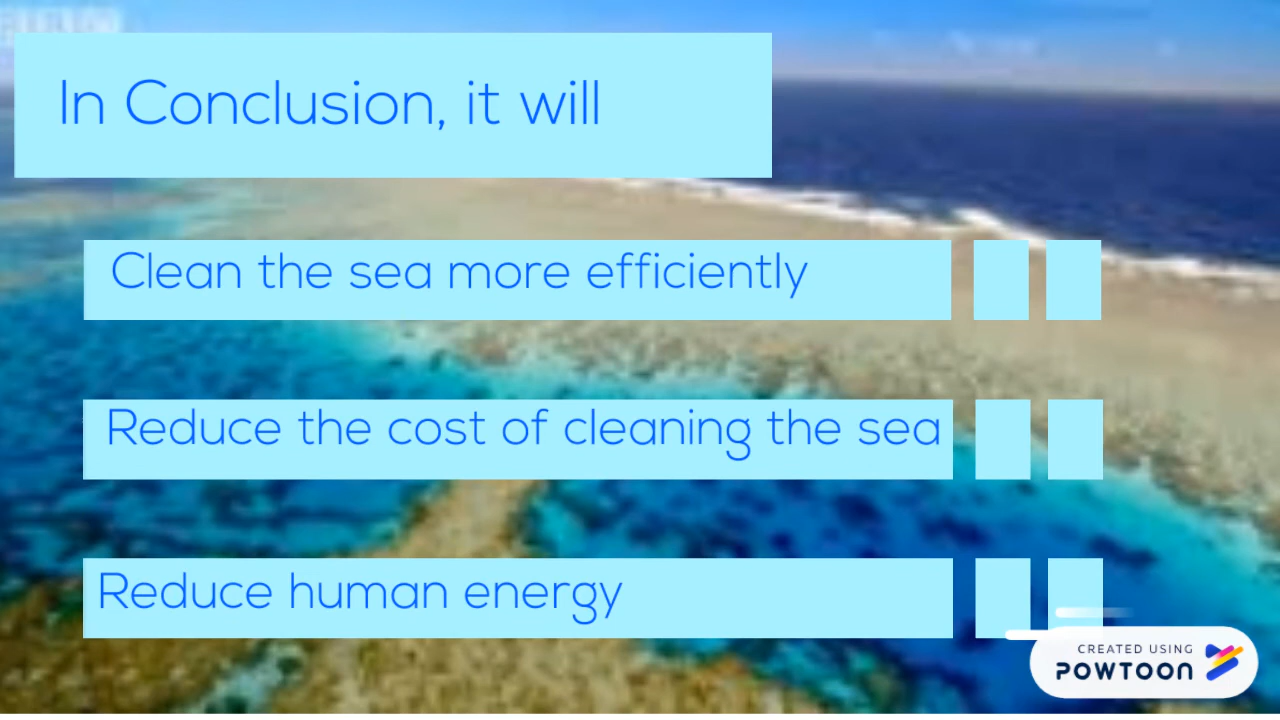 In Conclusion, it will
Clean the sea more efficiently
Reduce the cost of cleaning the sea
Reduce human energy
CREATED USING
POWTOON